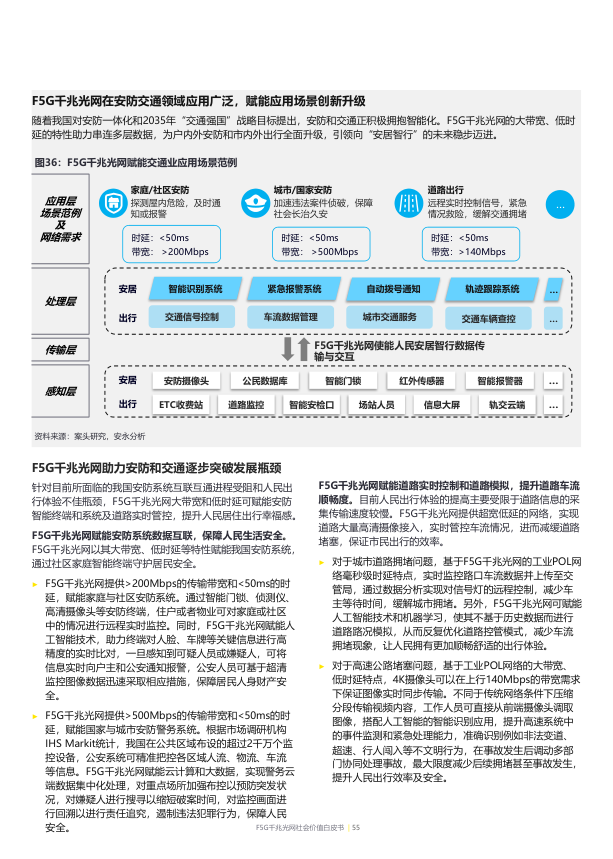 F5G千兆光网在安防交通领域应用广泛，赋能应用场景创新升级
随着我国对安防一体化和2035年“交通强国”战略目标提出，安防和交通正积极拥抱智能化。F5G千兆光网的大带宽、低时
延的特性助力串连多层数据，为户内外安防和市内外出行全面升级，引领向“安居智行”的未来稳步迈进。
图36：F5G千兆光网赋能交通业应用场景范例
应用层
场景范例
及
网络需求
家庭/社区安防
探测屋内危险，及时通
知或报警
时延：<50ms
带宽： >200Mbps
城市/国家安防
加速违法案件侦破，保障
社会长治久安
时延：<50ms
带宽： >500Mbps
道路出行
远程实时控制信号，紧急
情况救险，缓解交通拥堵
时延：<50ms
带宽： >140Mbps
...
处理层
安居 智能识别系统 紧急报警系统 自动拨号通知 轨迹跟踪系统 ...
出行 交通信号控制 车流数据管理 城市交通服务 交通车辆查控 ...
传输层
F5G千兆光网使能人民安居智行数据传
输与交互
感知层
安居 安防摄像头 公民数据库 智能门锁 红外传感器 智能报警器 ...
出行 ETC收费站 道路监控 智能安检口 场站人员 信息大屏 轨交云端 ...
资料来源：案头研究，安永分析
F5G千兆光网助力安防和交通逐步突破发展瓶颈
针对目前所面临的我国安防系统互联互通进程受阻和人民出
行体验不佳瓶颈，F5G千兆光网大带宽和低时延可赋能安防
智能终端和系统及道路实时管控，提升人民居住出行幸福感。
F5G千兆光网赋能安防系统数据互联，保障人民生活安全。
F5G千兆光网以其大带宽、低时延等特性赋能我国安防系统，
通过社区家庭智能终端守护居民安全。
► F5G千兆光网提供>200Mbps的传输带宽和<50ms的时
延，赋能家庭与社区安防系统。通过智能门锁、侦测仪、
高清摄像头等安防终端，住户或者物业可对家庭或社区
中的情况进行远程实时监控。同时，F5G千兆光网赋能人
工智能技术，助力终端对人脸、车牌等关键信息进行高
精度的实时比对，一旦感知到可疑人员或嫌疑人，可将
信息实时向户主和公安通知报警，公安人员可基于超清
监控图像数据迅速采取相应措施，保障居民人身财产安
全。
► F5G千兆光网提供>500Mbps的传输带宽和<50ms的时
延，赋能国家与城市安防警务系统。根据市场调研机构
IHS Markit统计，我国在公共区域布设的超过2千万个监
控设备，公安系统可精准把控各区域人流、物流、车流
等信息。F5G千兆光网赋能云计算和大数据，实现警务云
端数据集中化处理，对重点场所加强布控以预防突发状
况，对嫌疑人进行搜寻以缩短破案时间，对监控画面进
行回溯以进行责任追究，遏制违法犯罪行为，保障人民
安全。
F5G千兆光网赋能道路实时控制和道路模拟，提升道路车流
顺畅度。目前人民出行体验的提高主要受限于道路信息的采
集传输速度较慢。F5G千兆光网提供超宽低延的网络，实现
道路大量高清摄像接入，实时管控车流情况，进而减缓道路
堵塞，保证市民出行的效率。
► 对于城市道路拥堵问题，基于F5G千兆光网的工业POL网
络毫秒级时延特点，实时监控路口车流数据并上传至交
管局，通过数据分析实现对信号灯的远程控制，减少车
主等待时间，缓解城市拥堵。另外，F5G千兆光网可赋能
人工智能技术和机器学习，使其不基于历史数据而进行
道路路况模拟，从而反复优化道路控管模式，减少车流
拥堵现象，让人民拥有更加顺畅舒适的出行体验。
► 对于高速公路堵塞问题，基于工业POL网络的大带宽、
低时延特点，4K摄像头可以在上行140Mbps的带宽需求
下保证图像实时同步传输。不同于传统网络条件下压缩
分段传输视频内容，工作人员可直接从前端摄像头调取
图像，搭配人工智能的智能识别应用，提升高速系统中
的事件监测和紧急处理能力，准确识别例如非法变道、
超速、行人闯入等不文明行为，在事故发生后调动多部
门协同处理事故，最大限度减少后续拥堵甚至事故发生，
提升人民出行效率及安全。
F5G千兆光网社会价值白皮书 | 55